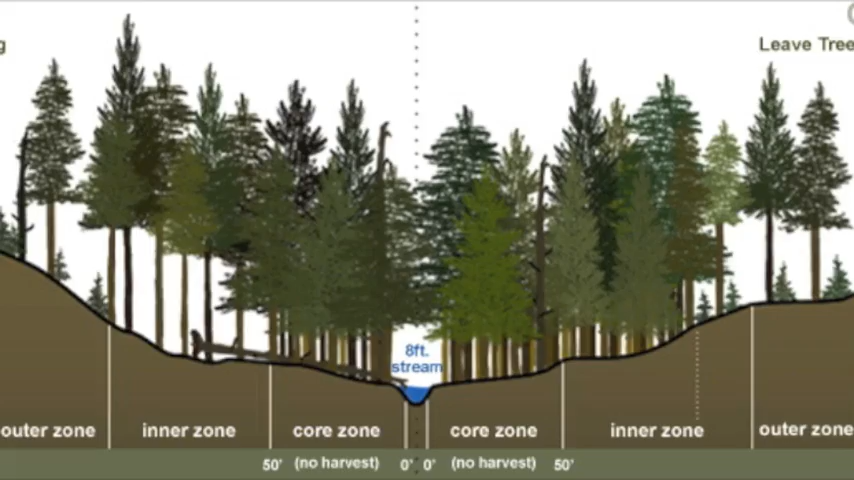 g
Leave Tree
8ft.
stream
outer zone
inner zone
core zone
core zone
inner zone
outer zone
50'
(no harvest)
0'
0'
(no harvest)
50'